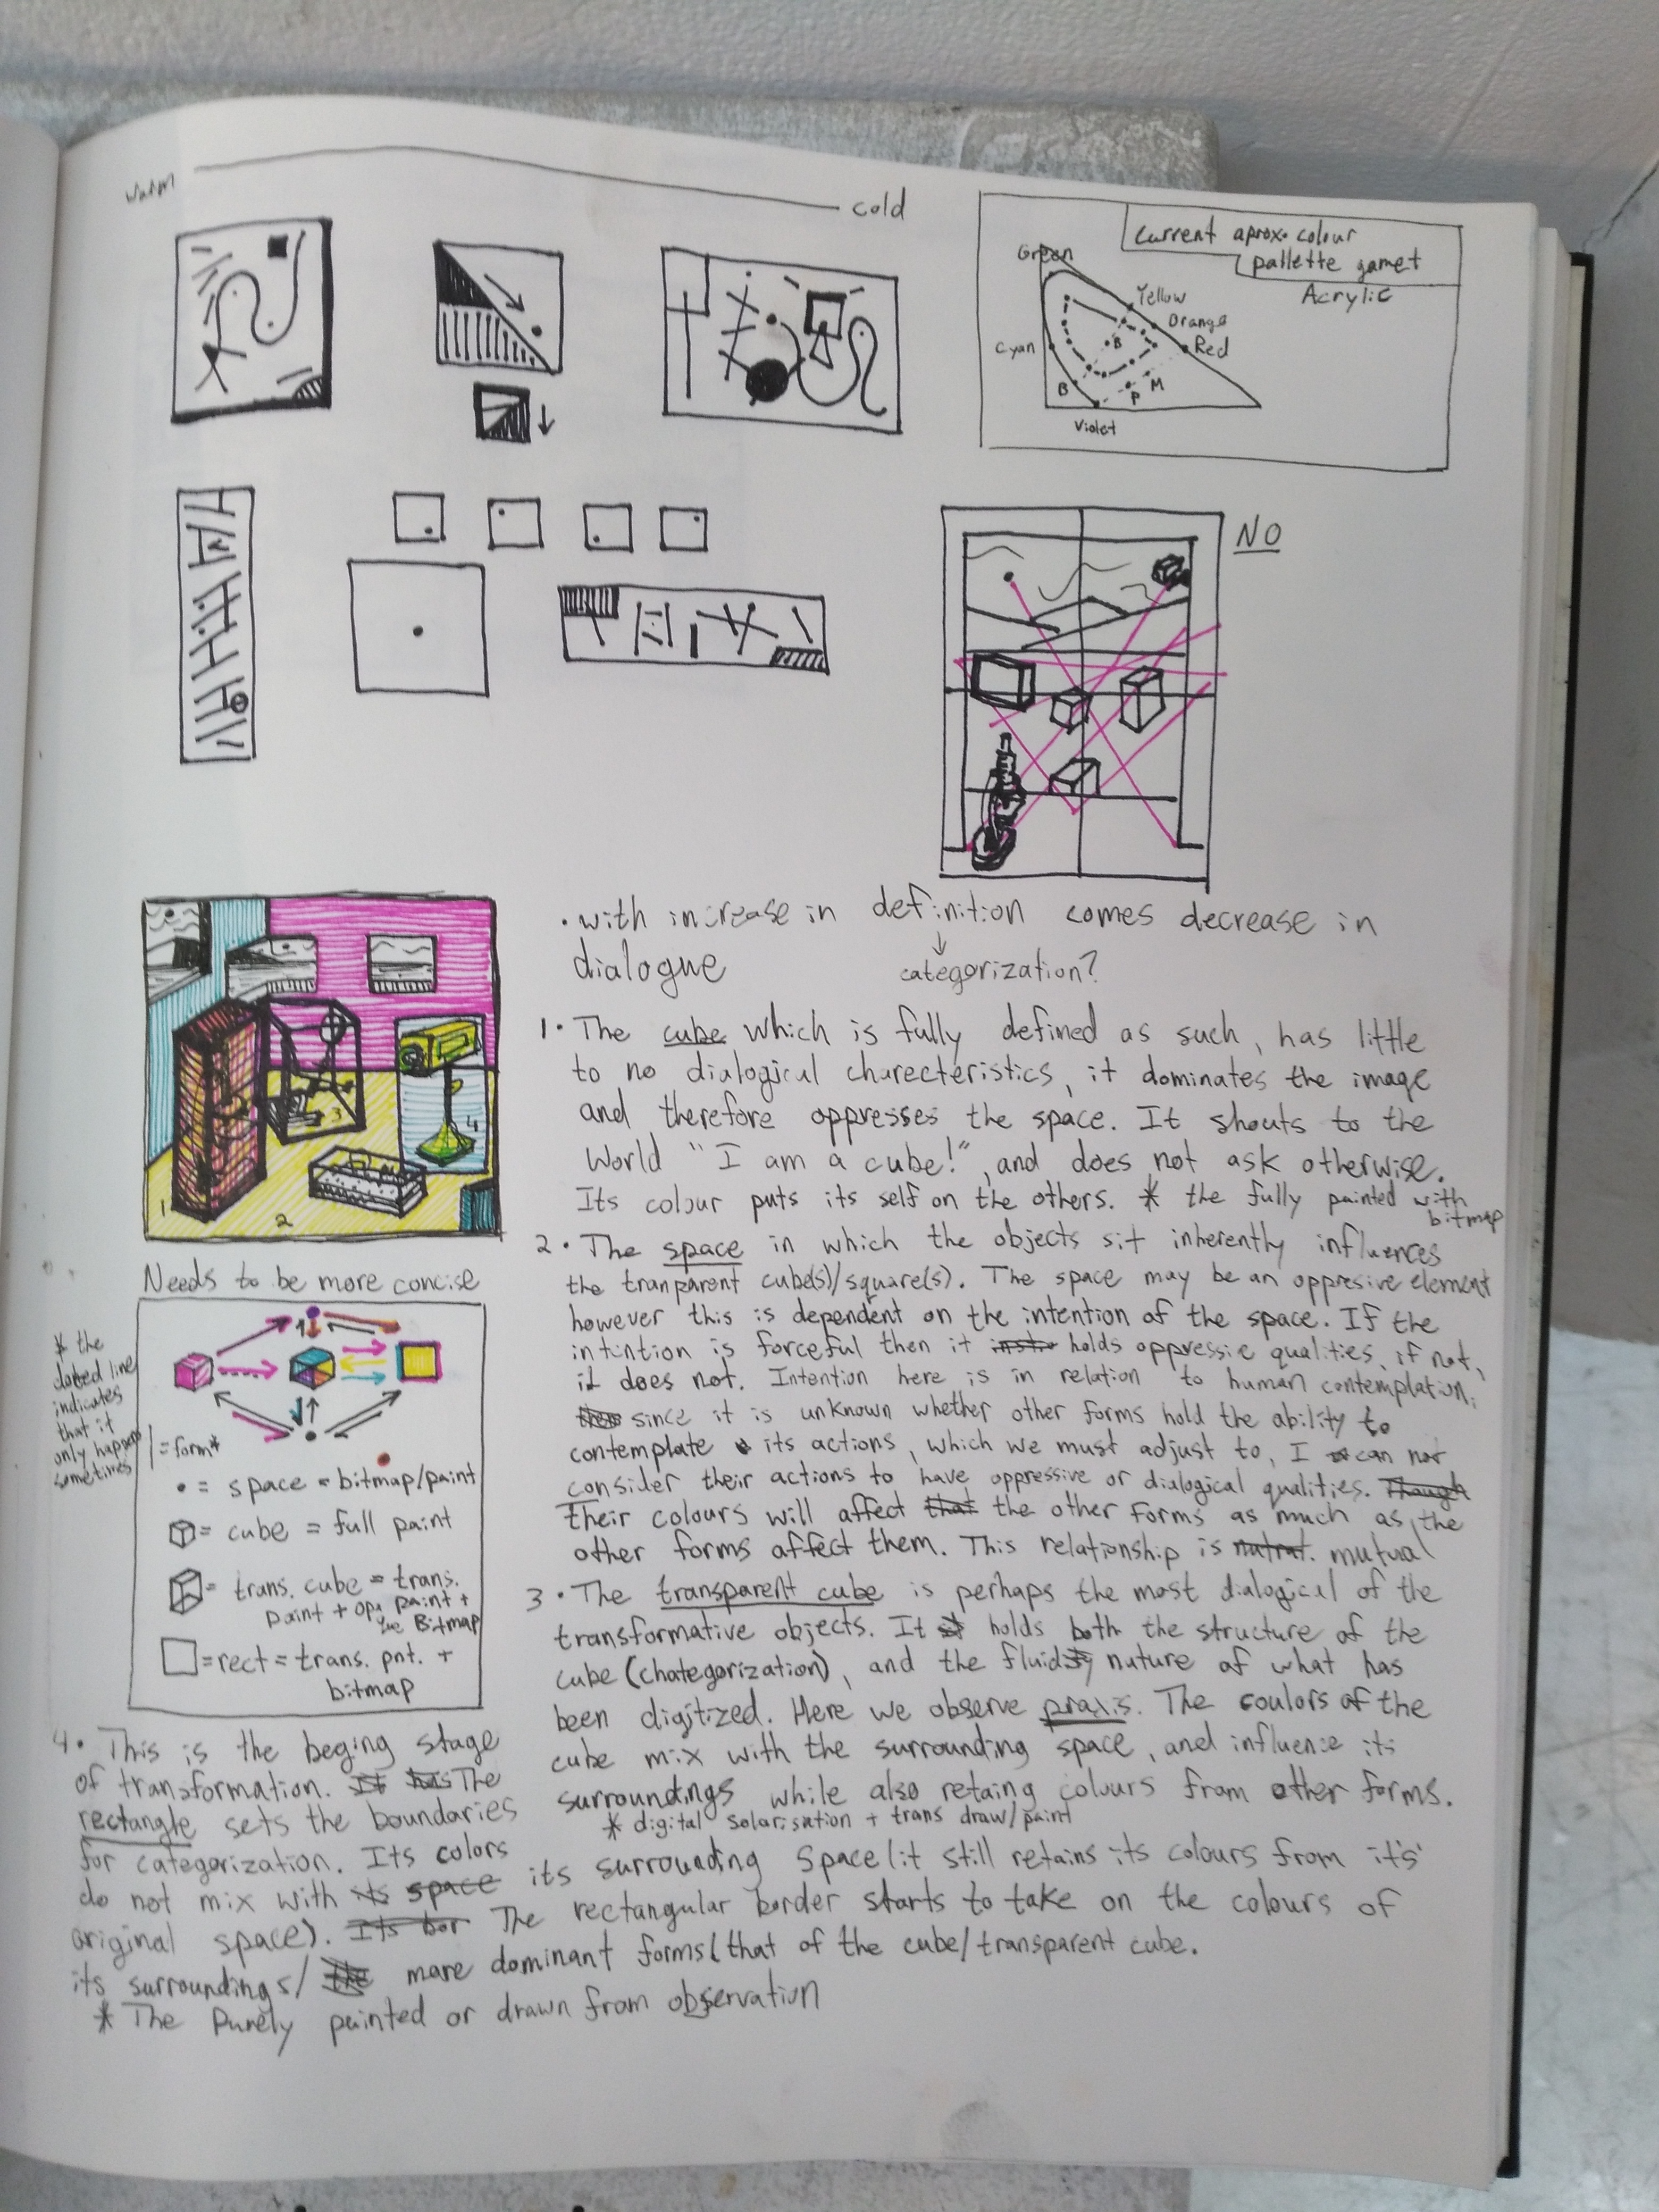 warm
cold
Current aprox. colour
pallette gamet
Acrylic
Green
Yellow
Orange
Red
Cyan
B
B
M
P
Violet
NO
• with increase in definition comes decrease in
dialogue
categorization?
1• The cube which is fully defined as such, has little
to no dialogical charecteristics, it dominates the image
and therefore oppresses the space. It shouts to the
World "I am a cube!", and does not ask otherwise.
Its colour puts its self on the others. * the fully painted with
bitmap
2• The space in which the objects sit inherently influences
the tranparent cube(s)/square(s). The space may be an oppresive element
however this is dependent on the intention of the space. If the
intention is forceful then it holds oppressie qualities, if not,
it does not. Intention here is in relation to human contemplation,
since it is unknown whether other forms hold the ability to
contemplate its actions, which we must adjust to, I can not
consider their actions to have oppressive or dialogical qualities. Though
Their colours will affect that the other forms as much as the
other forms affect them. This relationship is nutral. mutual
3• The transparent cube is perhaps the most dialogical of the
transformative objects. It holds both the structure of the
cube (chategorization), and the fluid nature of what has
been digitized. Here we observe praxis. The coulors of the
cube mix with the surrounding space, and influence its
surroundings while also retaing colours from other forms.
* digital solarisation + trans draw/paint
1
2
3
4
Needs to be more concise
* the
dotted line
indicates
that it
only happens
sometimes
= form*
• = space = bitmap/paint
= cube = full paint
= trans. cube = trans.
paint + opq paint +
Bitmap
= rect = trans. pnt. +
bitmap
4• This is the beging stage
of transformation. It has The
rectangle sets the boundaries
for categorization. Its colors
do not mix with its space its surrounding space (it still retains its colours from it's
original space). Its bor The rectangular border starts to take on the colours of
its surroundings/ the more dominant forms (that of the cube/transparent cube.
* The Purely painted or drawn from observation